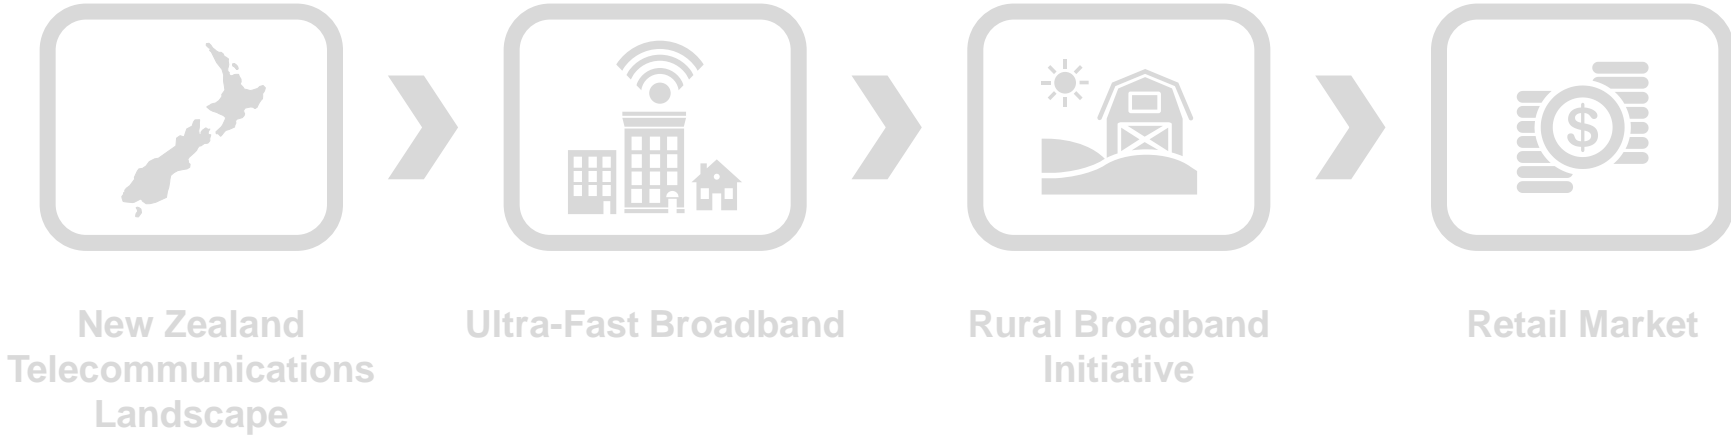 $
New Zealand
Telecommunications
Landscape
Ultra-Fast Broadband
Rural Broadband
Initiative
Retail Market